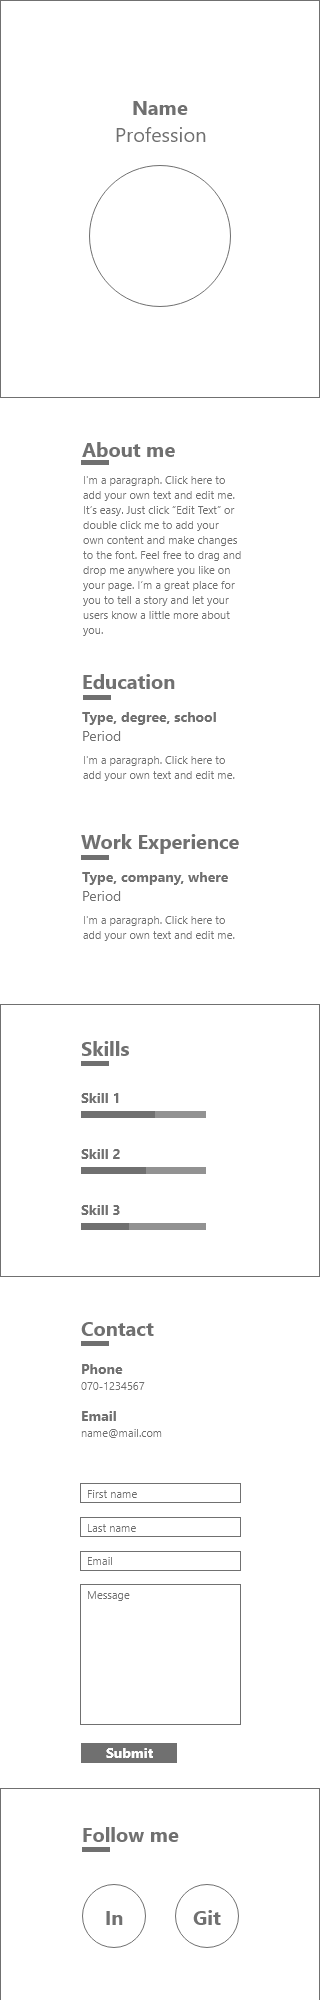 Name
Profession
About me
I'm a paragraph. Click here to
add your own text and edit me.
It's easy. Just click “Edit Text” or
double click me to add your
own content and make changes
to the font. Feel free to drag and
drop me anywhere you like on
your page. I'm a great place for
you to tell a story and let your
users know a little more about
you.
Education
Type, degree, school
Period
I'm a paragraph. Click here to
add your own text and edit me.
Work Experience
Type, company, where
Period
I'm a paragraph. Click here to
add your own text and edit me.
Skills
Skill 1
Skill 2
Skill 3
Contact
Phone
070-1234567
Email
name@mail.com
First name
Last name
Email
Message
Submit
Follow me
In
Git